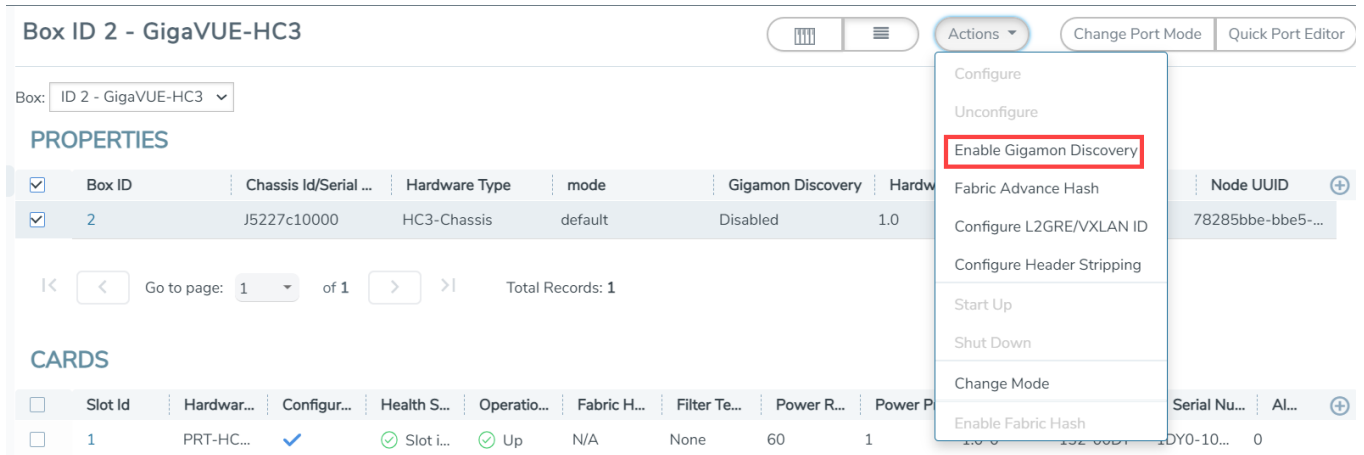 Box ID 2 - GigaVUE-HC3
Actions
Change Port Mode
Quick Port Editor
Box: ID 2 - GigaVUE-HC3
Configure
Unconfigure
Enable Gigamon Discovery
Fabric Advance Hash
Configure L2GRE/VXLAN ID
Configure Header Stripping
Start Up
Shut Down
Change Mode
Enable Fabric Hash
PROPERTIES
Box ID Chassis Id/Serial ... Hardware Type mode Gigamon Discovery Hardw Node UUID
2 J5227c10000 HC3-Chassis default Disabled 1.0 78285bbe-bbe5-...
Go to page: 1 of 1 Total Records: 1
CARDS
Slot Id Hardwar... Configur... Health S... Operatio... Fabric H... Filter Te... Power R... Power P Serial Nu... Al...
1 PRT-HC... Slot i... Up N/A None 60 1 1DY0-10... 0